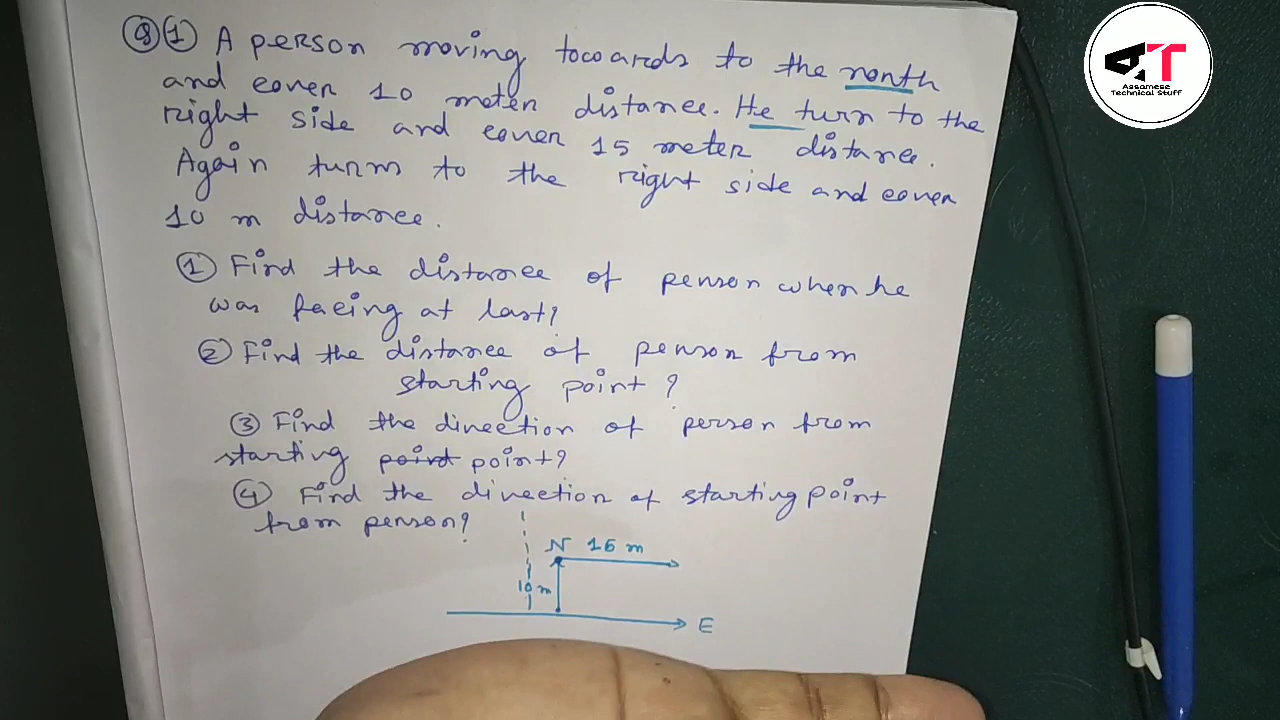 Q 1 A person moving towards to the north
and cover 10 meter distance. He turn to the
right side and cover 15 meter distance.
Again turns to the right side and cover
10 m distance.
1 Find the distance of person when he
was facing at last?
2 Find the distance of person from
starting point?
3 Find the direction of person from
starting point point?
4 Find the direction of starting point
from person?
N 15 m
10 m
E
AT
Assamese
Technical Stuff